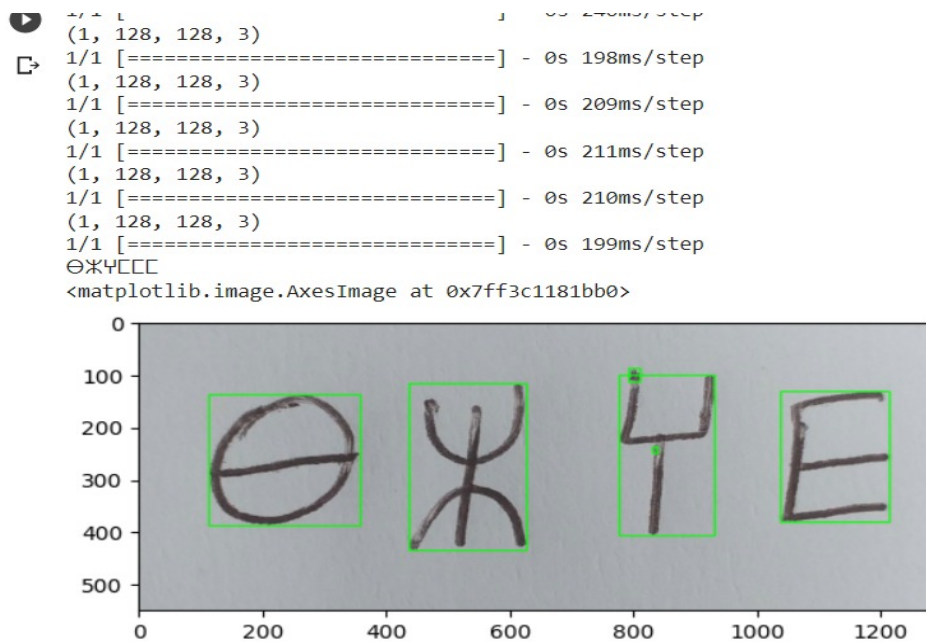 (1, 128, 128, 3)
1/1 [==============================] - 0s 198ms/step
(1, 128, 128, 3)
1/1 [==============================] - 0s 209ms/step
(1, 128, 128, 3)
1/1 [==============================] - 0s 211ms/step
(1, 128, 128, 3)
1/1 [==============================] - 0s 210ms/step
(1, 128, 128, 3)
1/1 [==============================] - 0s 199ms/step
ⴱⵣⵖⴹⴹⴹ
<matplotlib.image.AxesImage at 0x7ff3c1181bb0>
0
100
ⴱ ⵣ ⵖ ⴹ
200
300
400
500
0 200 400 600 800 1000 1200